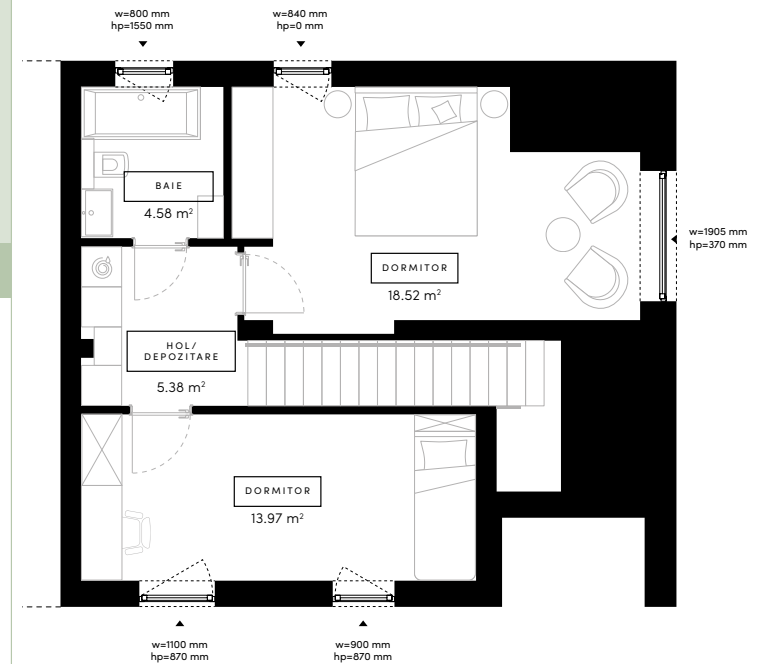 w=800 mm
hp=1550 mm
w=840 mm
hp=0 mm
BAIE
4.58 m²
w=1905 mm
hp=370 mm
DORMITOR
18.52 m²
HOL/
DEPOZITARE
5.38 m²
DORMITOR
13.97 m²
w=1100 mm
hp=870 mm
w=900 mm
hp=870 mm